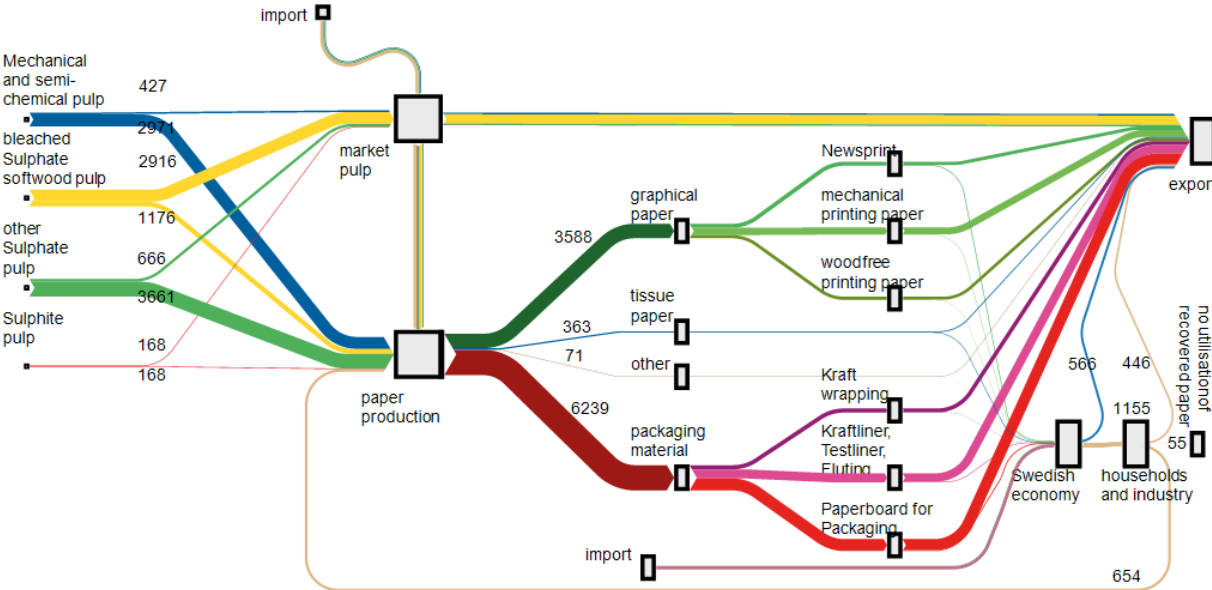 import
Mechanical
and semi-
chemical pulp
427
2971
bleached
Sulphate
softwood pulp
2916
1176
other
Sulphate
pulp
666
3661
Sulphite
pulp
168
168
market
pulp
paper
production
graphical
paper
3588
tissue
paper
363
71
other
6239
packaging
material
Newsprint
mechanical
printing paper
woodfree
printing paper
Kraft
wrapping
Kraftliner,
Testliner,
Fluting
Paperboard for
Packaging
import
export
no utilisation of
recovered paper
566
446
1155
55
Swedish
economy
households
and industry
654